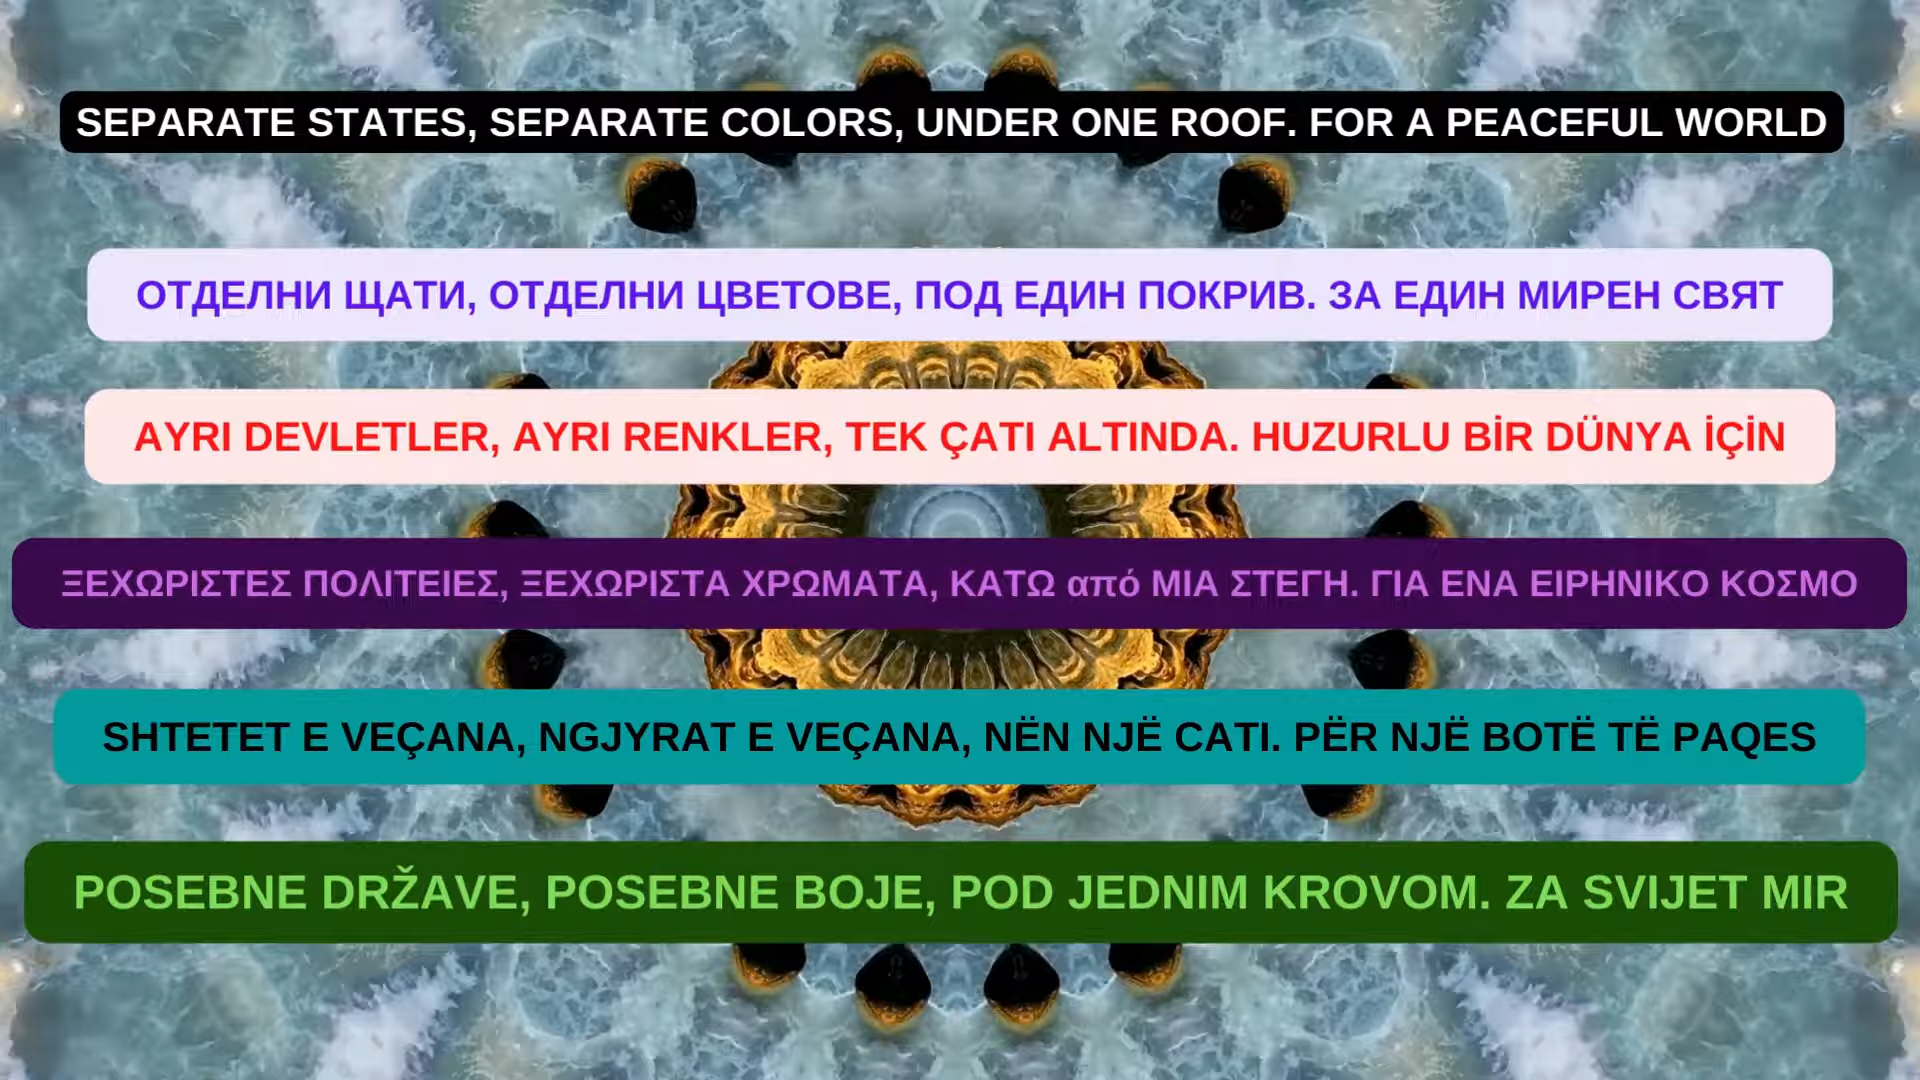 SEPARATE STATES, SEPARATE COLORS, UNDER ONE ROOF. FOR A PEACEFUL WORLD
ОТДЕЛНИ ЩАТИ, ОТДЕЛНИ ЦВЕТОВЕ, ПОД ЕДИН ПОКРИВ. ЗА ЕДИН МИРЕН СВЯТ
AYRI DEVLETLER, AYRI RENKLER, TEK ÇATI ALTINDA. HUZURLU BİR DÜNYA İÇİN
ΞΕΧΩΡΙΣΤΕΣ ΠΟΛΙΤΕΙΕΣ, ΞΕΧΩΡΙΣΤΑ ΧΡΩΜΑΤΑ, ΚΑΤΩ από ΜΙΑ ΣΤΕΓΗ. ΓΙΑ ΕΝΑ ΕΙΡΗΝΙΚΟ ΚΟΣΜΟ
SHTETET E VEÇANA, NGJYRAT E VEÇANA, NËN NJË CATI. PËR NJË BOTË TË PAQES
POSEBNE DRŽAVE, POSEBNE BOJE, POD JEDNIM KROVOM. ZA SVIJET MIR